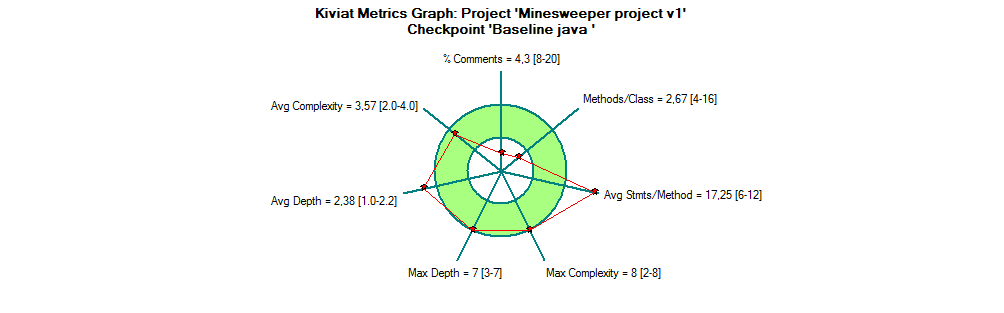 Kiviat Metrics Graph: Project 'Minesweeper project v1'
Checkpoint 'Baseline java '
% Comments = 4,3 [8-20]
Methods/Class = 2,67 [4-16]
Avg Complexity = 3,57 [2.0-4.0]
Avg Stmts/Method = 17,25 [6-12]
Avg Depth = 2,38 [1.0-2.2]
Max Depth = 7 [3-7]
Max Complexity = 8 [2-8]